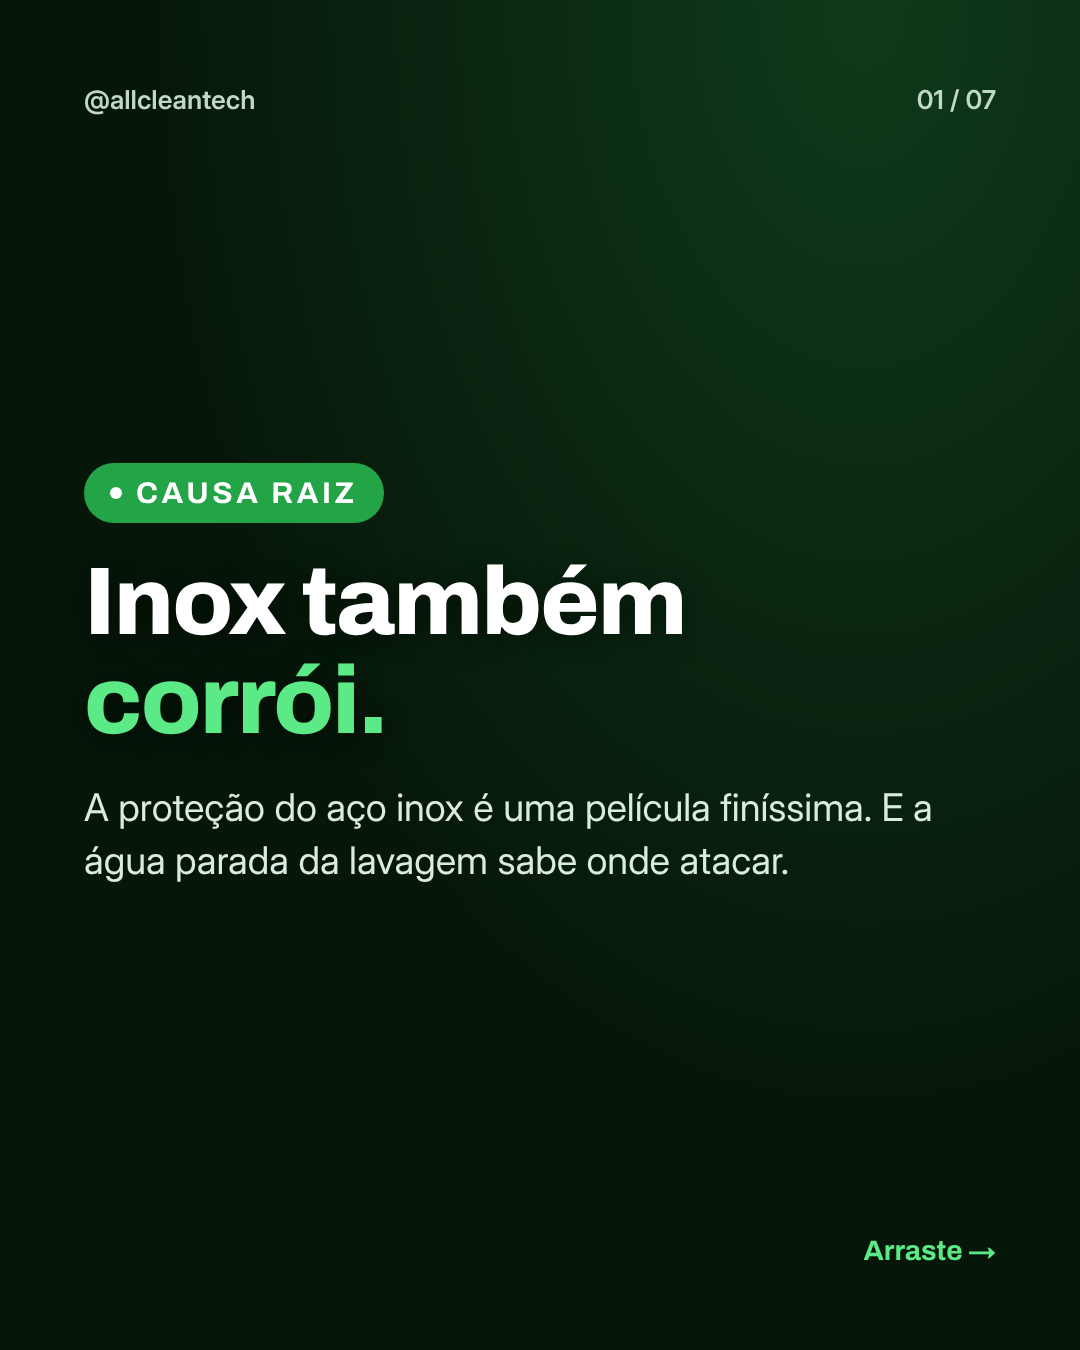 @allcleantech
01 / 07
• CAUSA RAIZ
Inox também
corrói.
A proteção do aço inox é uma película finíssima. E a
água parada da lavagem sabe onde atacar.
Arraste →